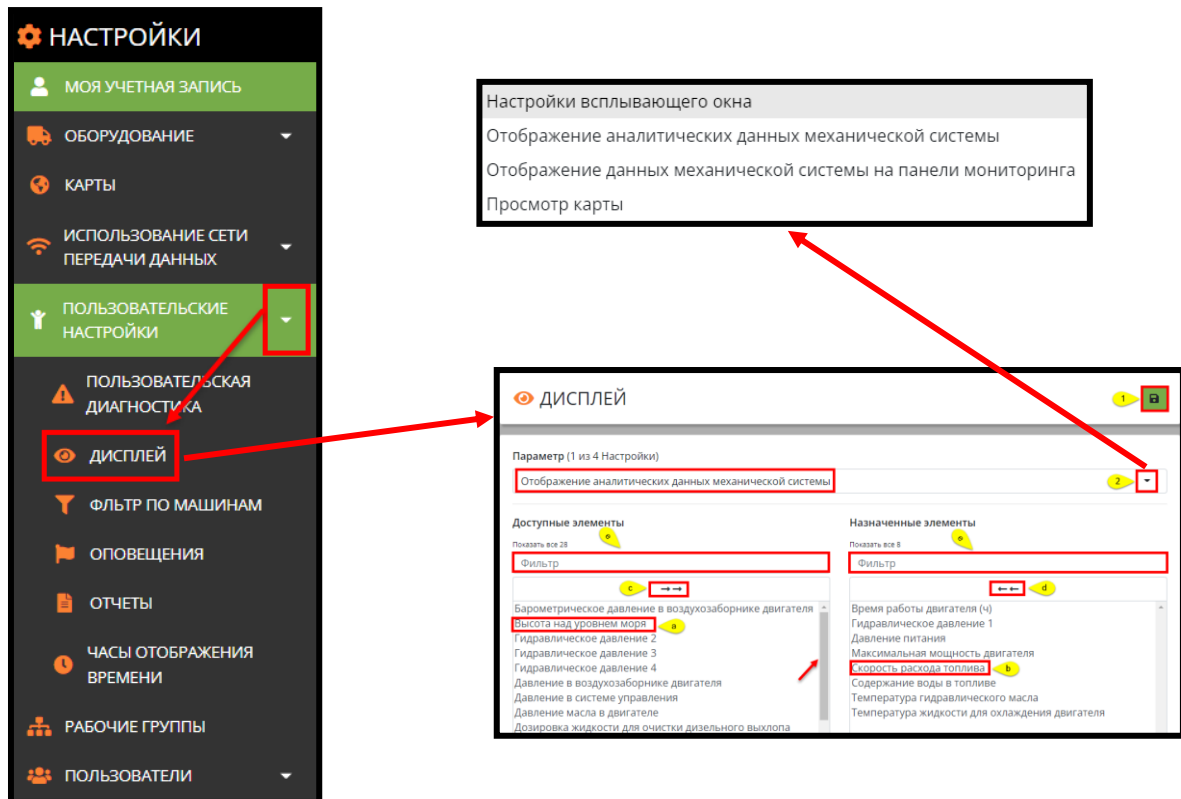 НАСТРОЙКИ
МОЯ УЧЕТНАЯ ЗАПИСЬ
ОБОРУДОВАНИЕ
КАРТЫ
ИСПОЛЬЗОВАНИЕ СЕТИ
ПЕРЕДАЧИ ДАННЫХ
ПОЛЬЗОВАТЕЛЬСКИЕ
НАСТРОЙКИ
ПОЛЬЗОВАТЕЛЬСКАЯ
ДИАГНОСТИКА
ДИСПЛЕЙ
ФЛЬТР ПО МАШИНАМ
ОПОВЕЩЕНИЯ
ОТЧЕТЫ
ЧАСЫ ОТОБРАЖЕНИЯ
ВРЕМЕНИ
РАБОЧИЕ ГРУППЫ
ПОЛЬЗОВАТЕЛИ
Настройки всплывающего окна
Отображение аналитических данных механической системы
Отображение данных механической системы на панели мониторинга
Просмотр карты
ДИСПЛЕЙ
1
Параметр (1 из 4 Настройки)
Отображение аналитических данных механической системы
2
Доступные элементы
Показать все 28
Фильтр
c →→
Барометрическое давление в воздухозаборнике двигателя
Высота над уровнем моря a
Гидравлическое давление 2
Гидравлическое давление 3
Гидравлическое давление 4
Давление в воздухозаборнике двигателя
Давление в системе управления
Давление масла в двигателе
Дозировка жидкости для очистки дизельного выхлопа
Назначенные элементы
Показать все 8
Фильтр
←← d
Время работы двигателя (ч)
Гидравлическое давление 1
Давление питания
Максимальная мощность двигателя
Скорость расхода топлива b
Содержание воды в топливе
Температура гидравлического масла
Температура жидкости для охлаждения двигателя